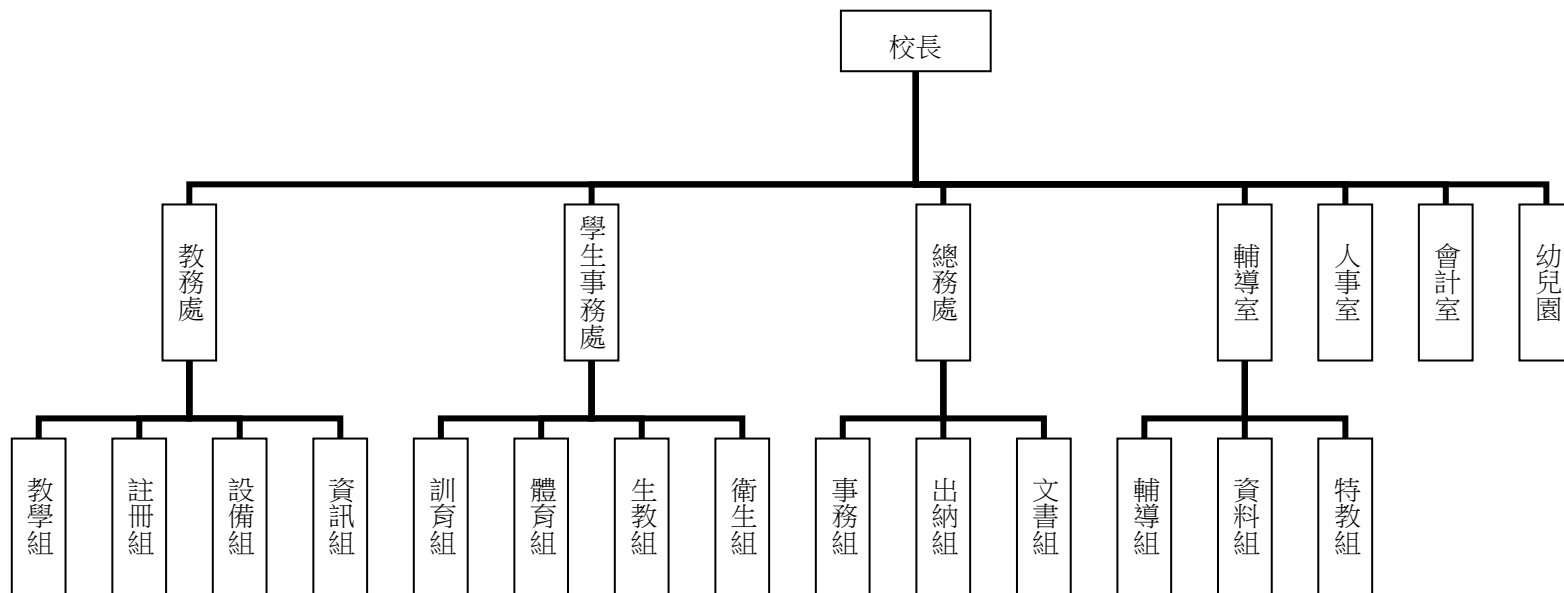 校長
教務處
學生事務處
總務處
輔導室
人事室
會計室
幼兒園
教學組
註冊組
設備組
資訊組
訓育組
體育組
生教組
衛生組
事務組
出納組
文書組
輔導組
資料組
特教組